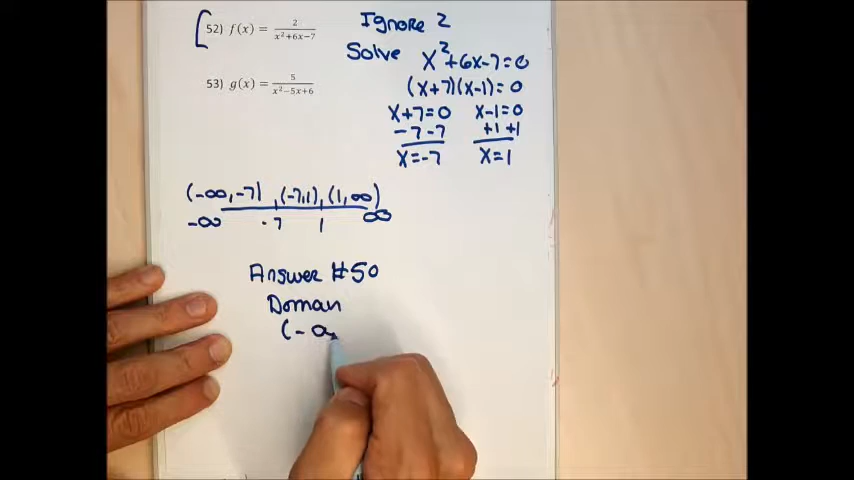 52) f(x) = 2/(x²+6x−7)
53) g(x) = 5/(x²−5x+6)
Ignore 2
Solve x²+6x-7=0
(x+7)(x-1)=0
x+7=0 x-1=0
-7 -7 +1 +1
x=-7 x=1
(-∞,-7) (-7,1) (1,∞)
-∞ -7 1 ∞
Answer #50
Doman
(-